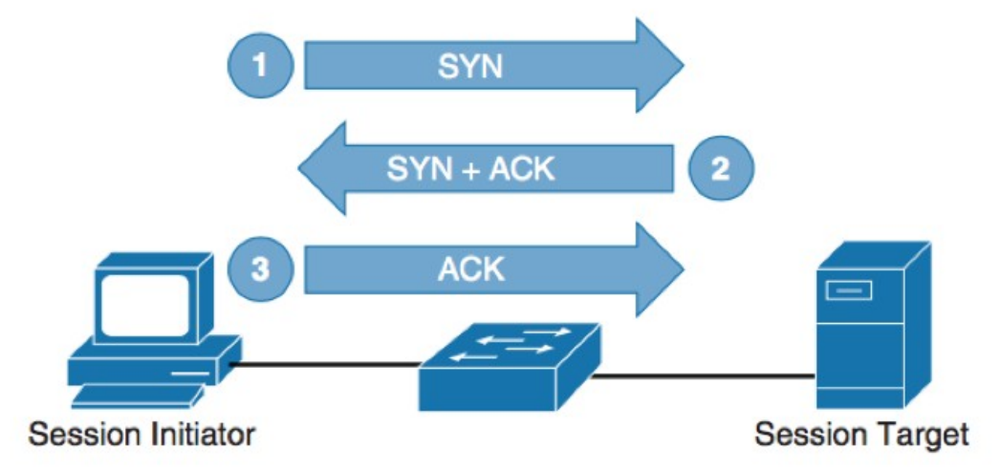 1 SYN
SYN + ACK 2
3 ACK
Session Initiator
Session Target